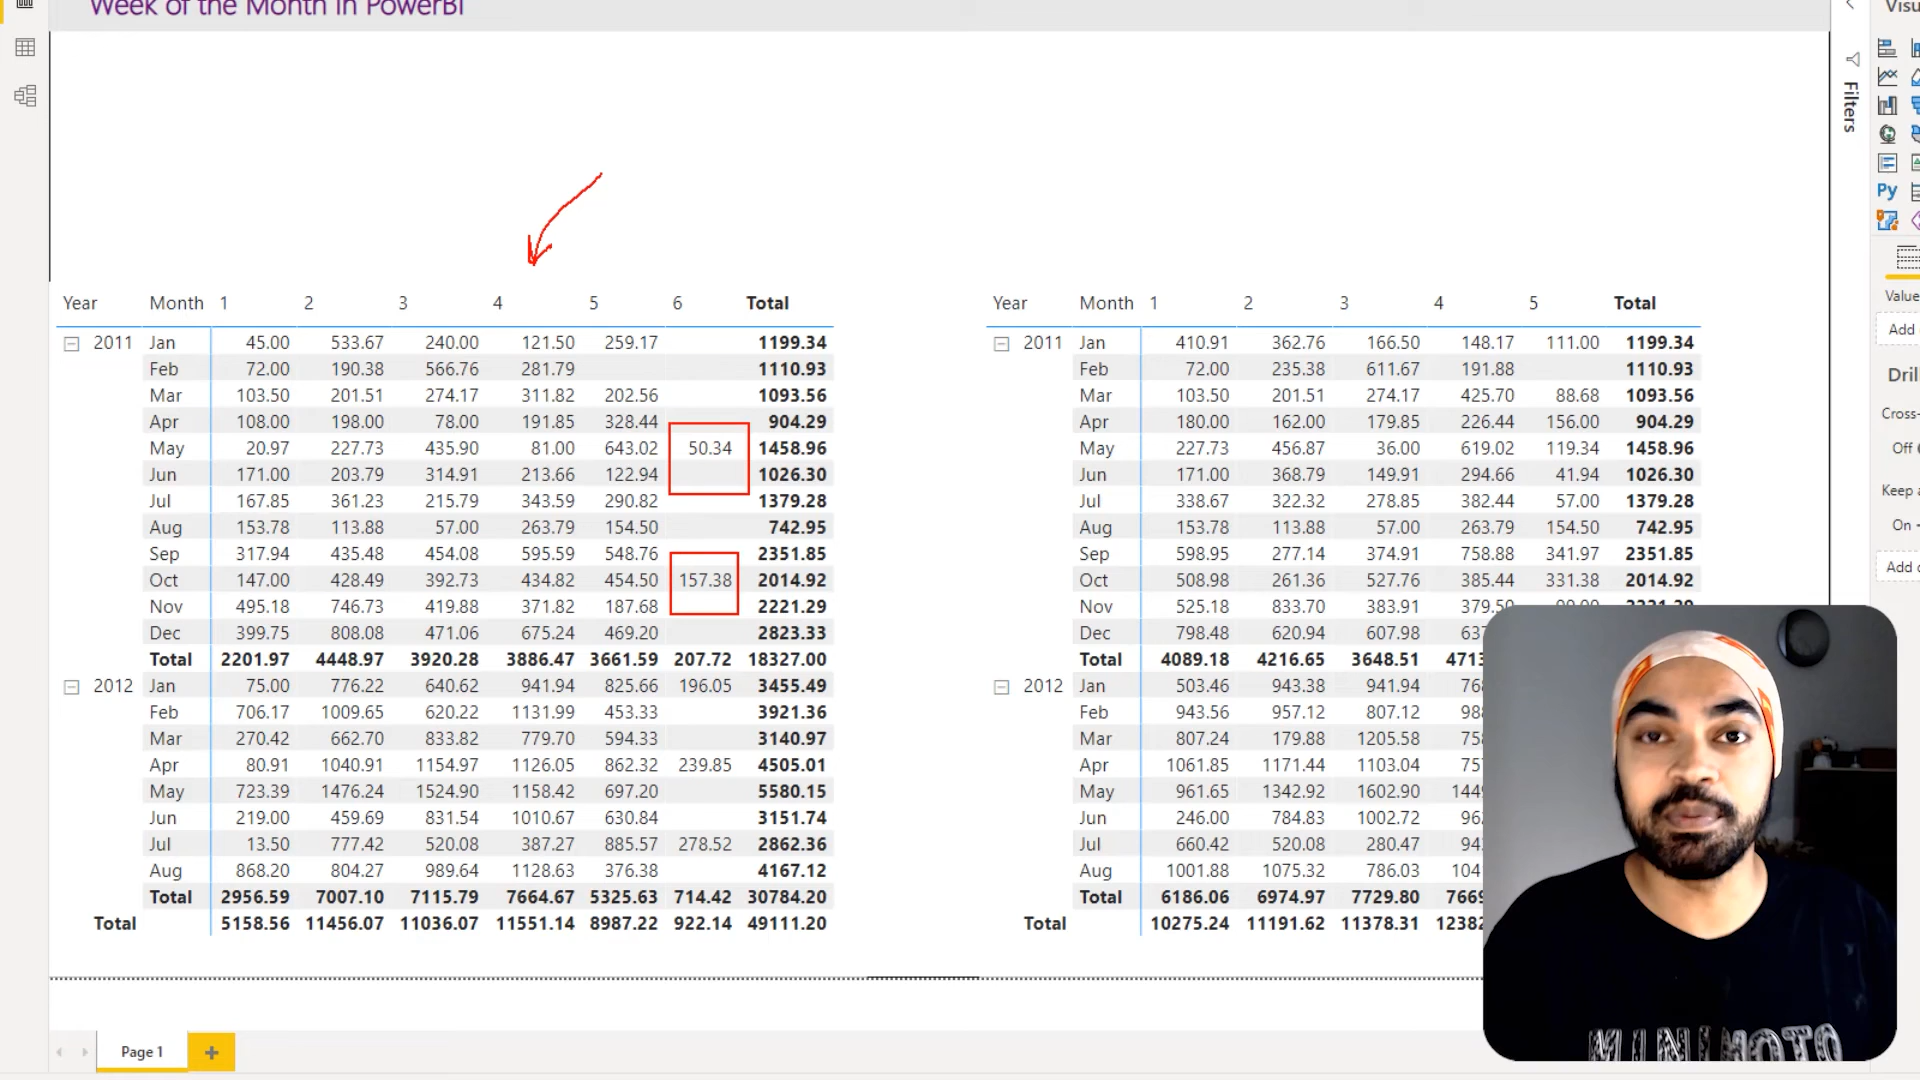 Week of the Month in PowerBI
Visu
Filters
Py
Value
Add
Dril
Cross-
Off
Keep a
On
Add
Year Month 1 2 3 4 5 6 Total
2011 Jan 45.00 533.67 240.00 121.50 259.17 1199.34
Feb 72.00 190.38 566.76 281.79 1110.93
Mar 103.50 201.51 274.17 311.82 202.56 1093.56
Apr 108.00 198.00 78.00 191.85 328.44 904.29
May 20.97 227.73 435.90 81.00 643.02 50.34 1458.96
Jun 171.00 203.79 314.91 213.66 122.94 1026.30
Jul 167.85 361.23 215.79 343.59 290.82 1379.28
Aug 153.78 113.88 57.00 263.79 154.50 742.95
Sep 317.94 435.48 454.08 595.59 548.76 2351.85
Oct 147.00 428.49 392.73 434.82 454.50 157.38 2014.92
Nov 495.18 746.73 419.88 371.82 187.68 2221.29
Dec 399.75 808.08 471.06 675.24 469.20 2823.33
Total 2201.97 4448.97 3920.28 3886.47 3661.59 207.72 18327.00
2012 Jan 75.00 776.22 640.62 941.94 825.66 196.05 3455.49
Feb 706.17 1009.65 620.22 1131.99 453.33 3921.36
Mar 270.42 662.70 833.82 779.70 594.33 3140.97
Apr 80.91 1040.91 1154.97 1126.05 862.32 239.85 4505.01
May 723.39 1476.24 1524.90 1158.42 697.20 5580.15
Jun 219.00 459.69 831.54 1010.67 630.84 3151.74
Jul 13.50 777.42 520.08 387.27 885.57 278.52 2862.36
Aug 868.20 804.27 989.64 1128.63 376.38 4167.12
Total 2956.59 7007.10 7115.79 7664.67 5325.63 714.42 30784.20
Total 5158.56 11456.07 11036.07 11551.14 8987.22 922.14 49111.20
Year Month 1 2 3 4 5 Total
2011 Jan 410.91 362.76 166.50 148.17 111.00 1199.34
Feb 72.00 235.38 611.67 191.88 1110.93
Mar 103.50 201.51 274.17 425.70 88.68 1093.56
Apr 180.00 162.00 179.85 226.44 156.00 904.29
May 227.73 456.87 36.00 619.02 119.34 1458.96
Jun 171.00 368.79 149.91 294.66 41.94 1026.30
Jul 338.67 322.32 278.85 382.44 57.00 1379.28
Aug 153.78 113.88 57.00 263.79 154.50 742.95
Sep 598.95 277.14 374.91 758.88 341.97 2351.85
Oct 508.98 261.36 527.76 385.44 331.38 2014.92
Nov 525.18 833.70 383.91 379.50
Dec 798.48 620.94 607.98 637
Total 4089.18 4216.65 3648.51 4713
2012 Jan 503.46 943.38 941.94 768
Feb 943.56 957.12 807.12 988
Mar 807.24 179.88 1205.58 758
Apr 1061.85 1171.44 1103.04 757
May 961.65 1342.92 1602.90 1449
Jun 246.00 784.83 1002.72 962
Jul 660.42 520.08 280.47 94
Aug 1001.88 1075.32 786.03 104
Total 6186.06 6974.97 7729.80 7669
Total 10275.24 11191.62 11378.31 12382
Page 1